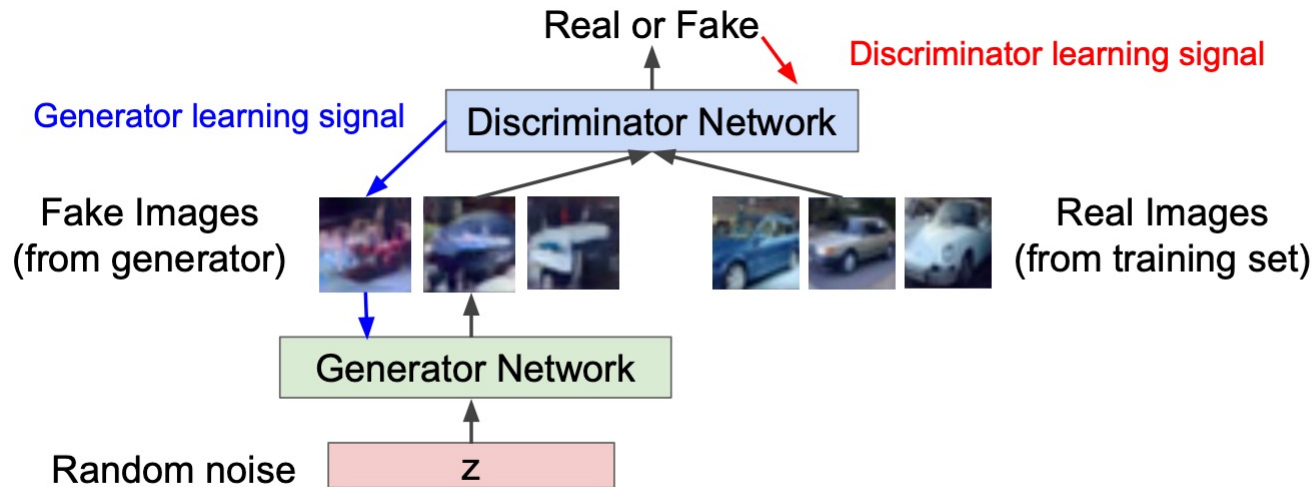 Real or Fake
Discriminator learning signal
Generator learning signal
Discriminator Network
Fake Images
(from generator)
Real Images
(from training set)
Generator Network
Random noise
z